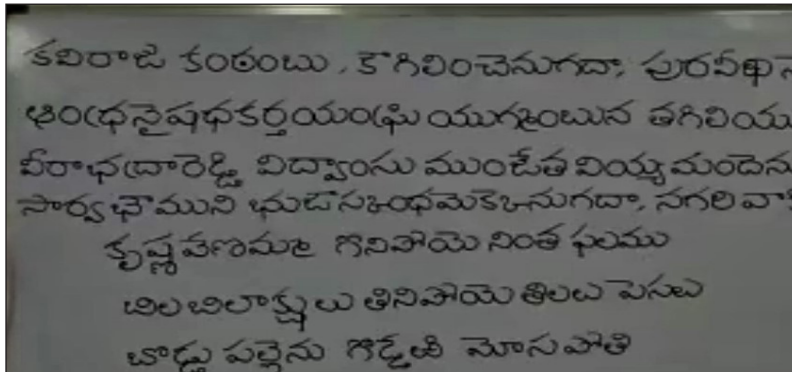 కవిరాజ కంఠంబు, కౌగిలించెనుగదా, పురవీథి
ఆంధ్రనైషధకర్తయంఘ్రి యుగ్మంబున తగిలియు
వీరభద్రారెడ్డి విద్వాంసు ముంజేత వియ్యమందెను
సార్వభౌముని భుజాస్కంధమెక్కెనుగదా, నగరివా
కృష్ణవేణమ్మ గొనిపోయె నింత ఫలము
బిలబిలాక్షులు తినిపోయె తిలలు పెసలు
బొడ్డు పల్లెను గొడ్డేఱి మోసపోతి